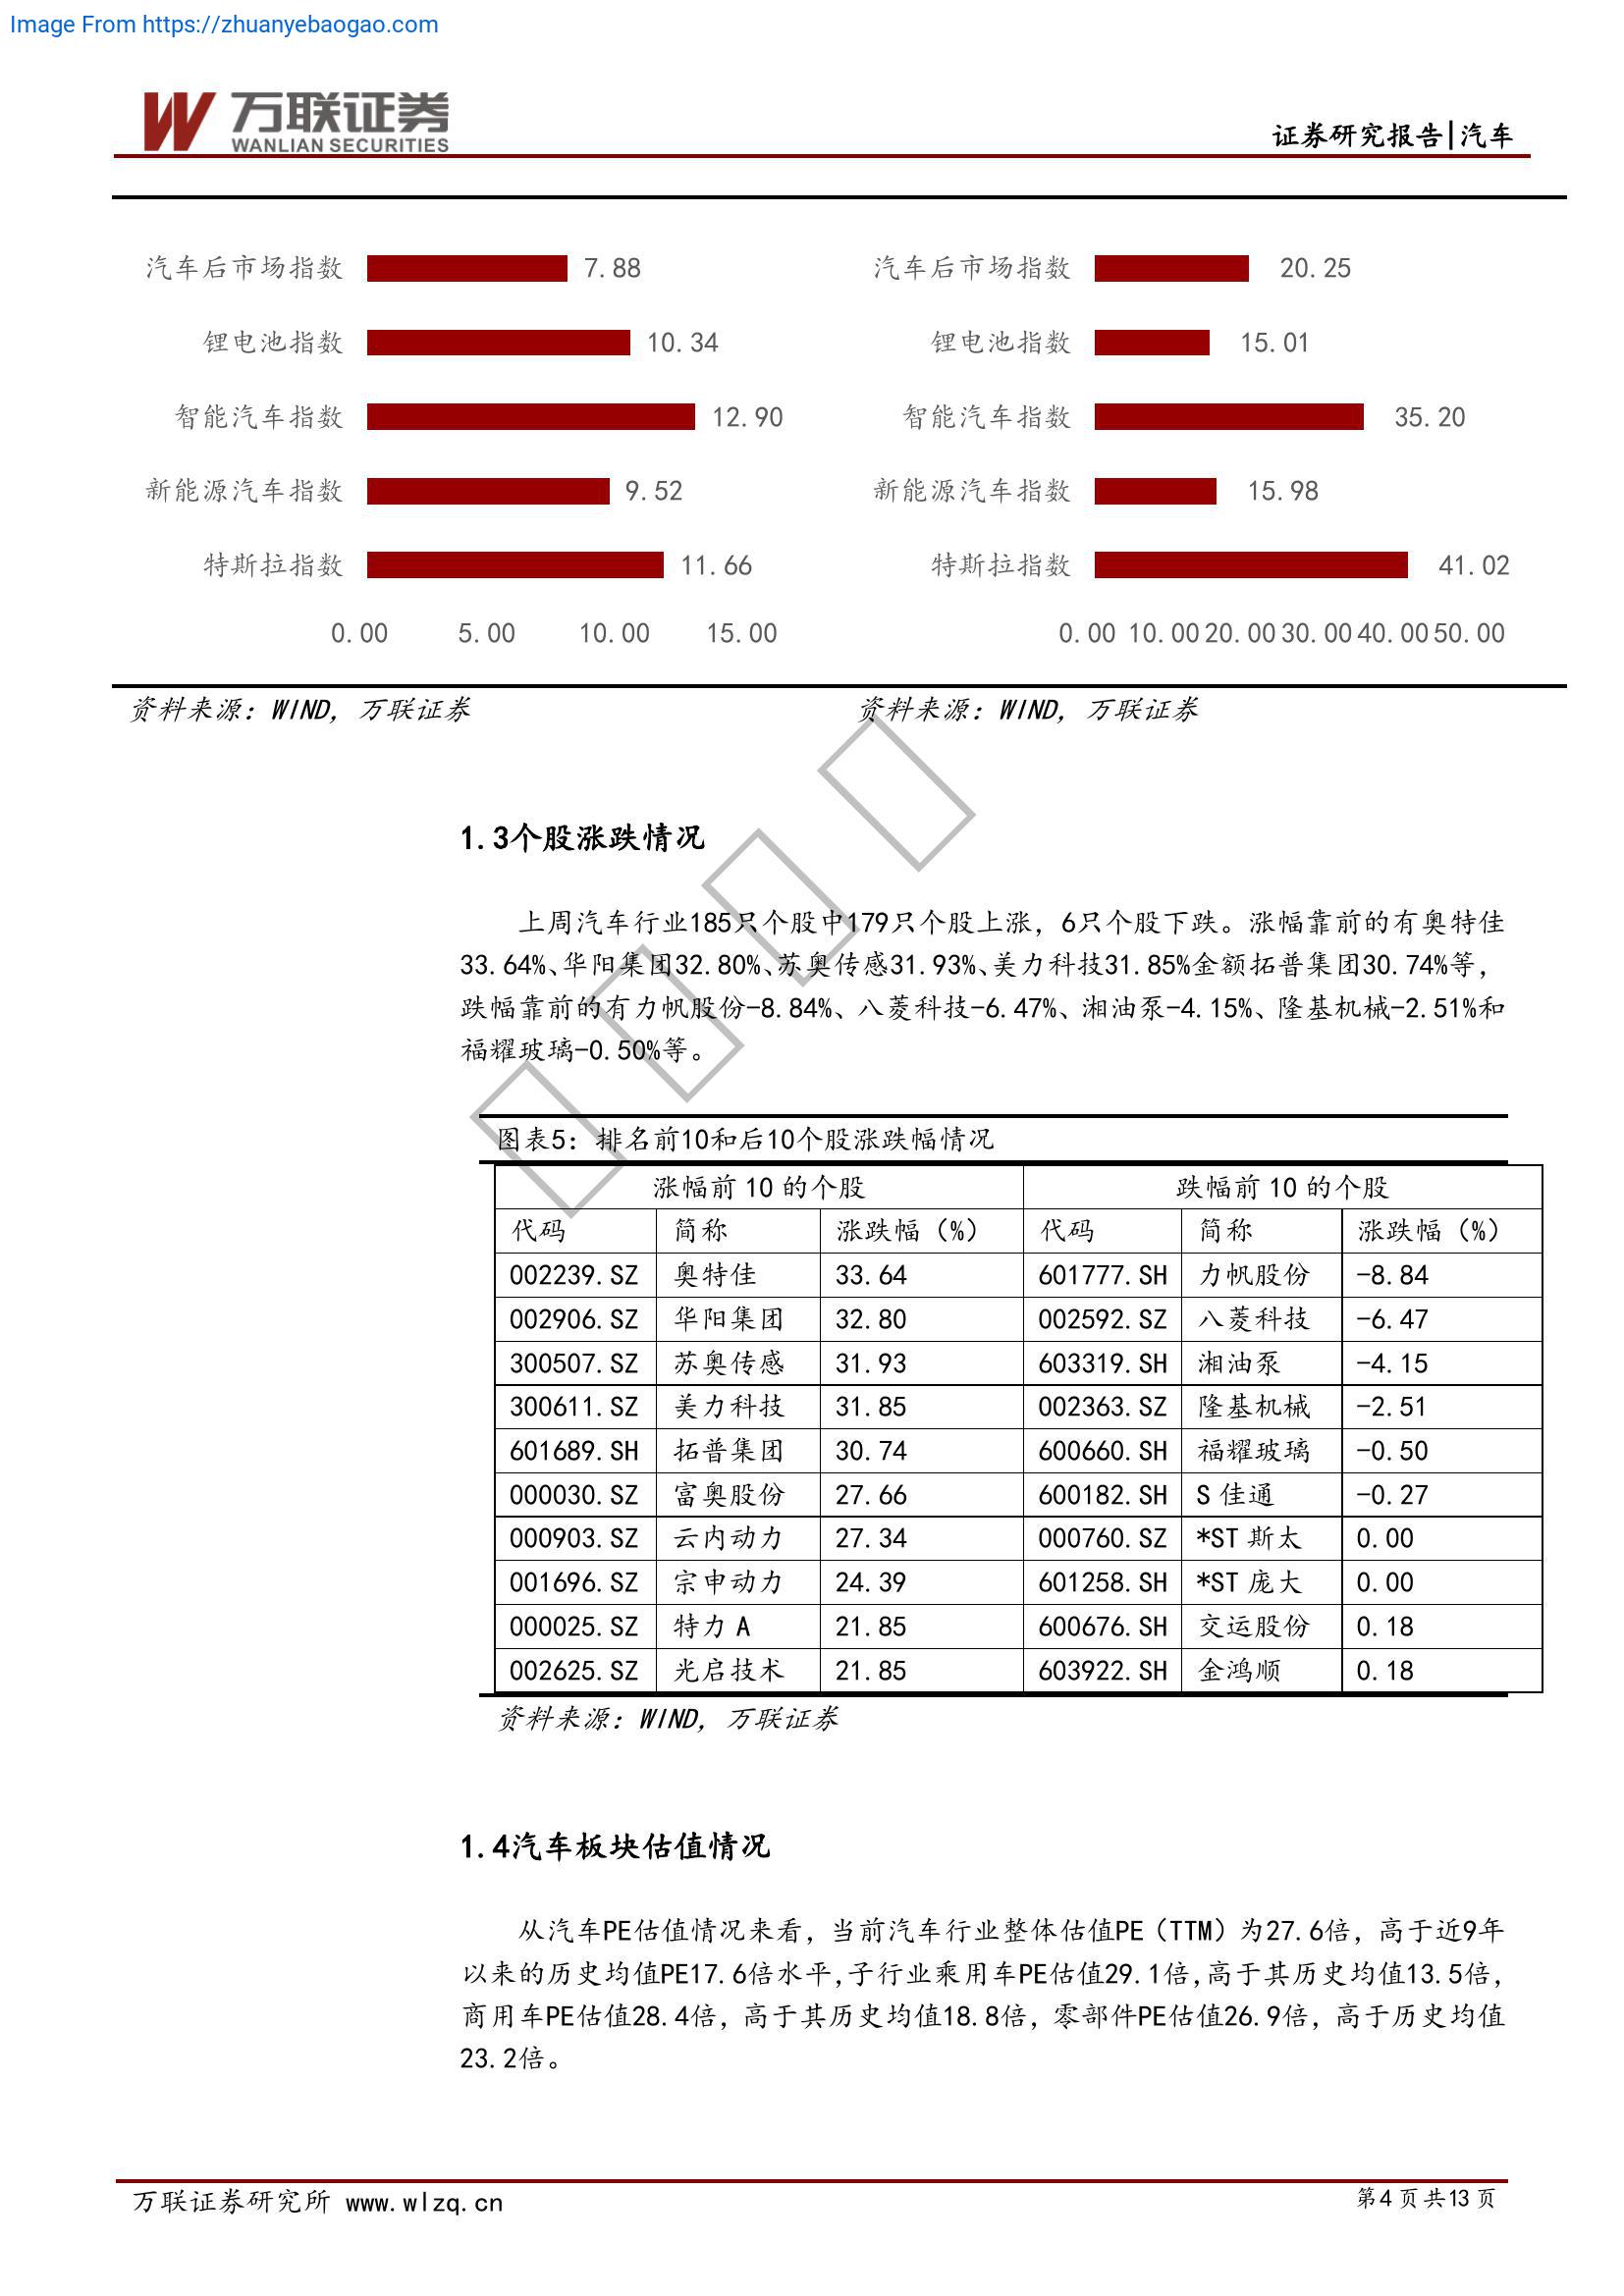 Image From https://zhuanyebaogao.com
万联证券
WANLIAN SECURITIES
证券研究报告|汽车
汽车后市场指数 7.88
锂电池指数 10.34
智能汽车指数 12.90
新能源汽车指数 9.52
特斯拉指数 11.66
0.00 5.00 10.00 15.00
汽车后市场指数 20.25
锂电池指数 15.01
智能汽车指数 35.20
新能源汽车指数 15.98
特斯拉指数 41.02
0.00 10.00 20.00 30.00 40.00 50.00
资料来源：WIND，万联证券
资料来源：WIND，万联证券
1.3个股涨跌情况
上周汽车行业185只个股中179只个股上涨，6只个股下跌。涨幅靠前的有奥特佳
33.64%、华阳集团32.80%、苏奥传感31.93%、美力科技31.85%金额拓普集团30.74%等，
跌幅靠前的有力帆股份-8.84%、八菱科技-6.47%、湘油泵-4.15%、隆基机械-2.51%和
福耀玻璃-0.50%等。
图表5：排名前10和后10个股涨跌幅情况
涨幅前 10 的个股 跌幅前 10 的个股
代码 简称 涨跌幅（%） 代码 简称 涨跌幅（%）
002239.SZ 奥特佳 33.64 601777.SH 力帆股份 -8.84
002906.SZ 华阳集团 32.80 002592.SZ 八菱科技 -6.47
300507.SZ 苏奥传感 31.93 603319.SH 湘油泵 -4.15
300611.SZ 美力科技 31.85 002363.SZ 隆基机械 -2.51
601689.SH 拓普集团 30.74 600660.SH 福耀玻璃 -0.50
000030.SZ 富奥股份 27.66 600182.SH S 佳通 -0.27
000903.SZ 云内动力 27.34 000760.SZ *ST 斯太 0.00
001696.SZ 宗申动力 24.39 601258.SH *ST 庞大 0.00
000025.SZ 特力 A 21.85 600676.SH 交运股份 0.18
002625.SZ 光启技术 21.85 603922.SH 金鸿顺 0.18
资料来源：WIND，万联证券
1.4汽车板块估值情况
从汽车PE估值情况来看，当前汽车行业整体估值PE（TTM）为27.6倍，高于近9年
以来的历史均值PE17.6倍水平，子行业乘用车PE估值29.1倍，高于其历史均值13.5倍，
商用车PE估值28.4倍，高于其历史均值18.8倍，零部件PE估值26.9倍，高于历史均值
23.2倍。
万联证券研究所 www.wlzq.cn
第4 页 共13 页